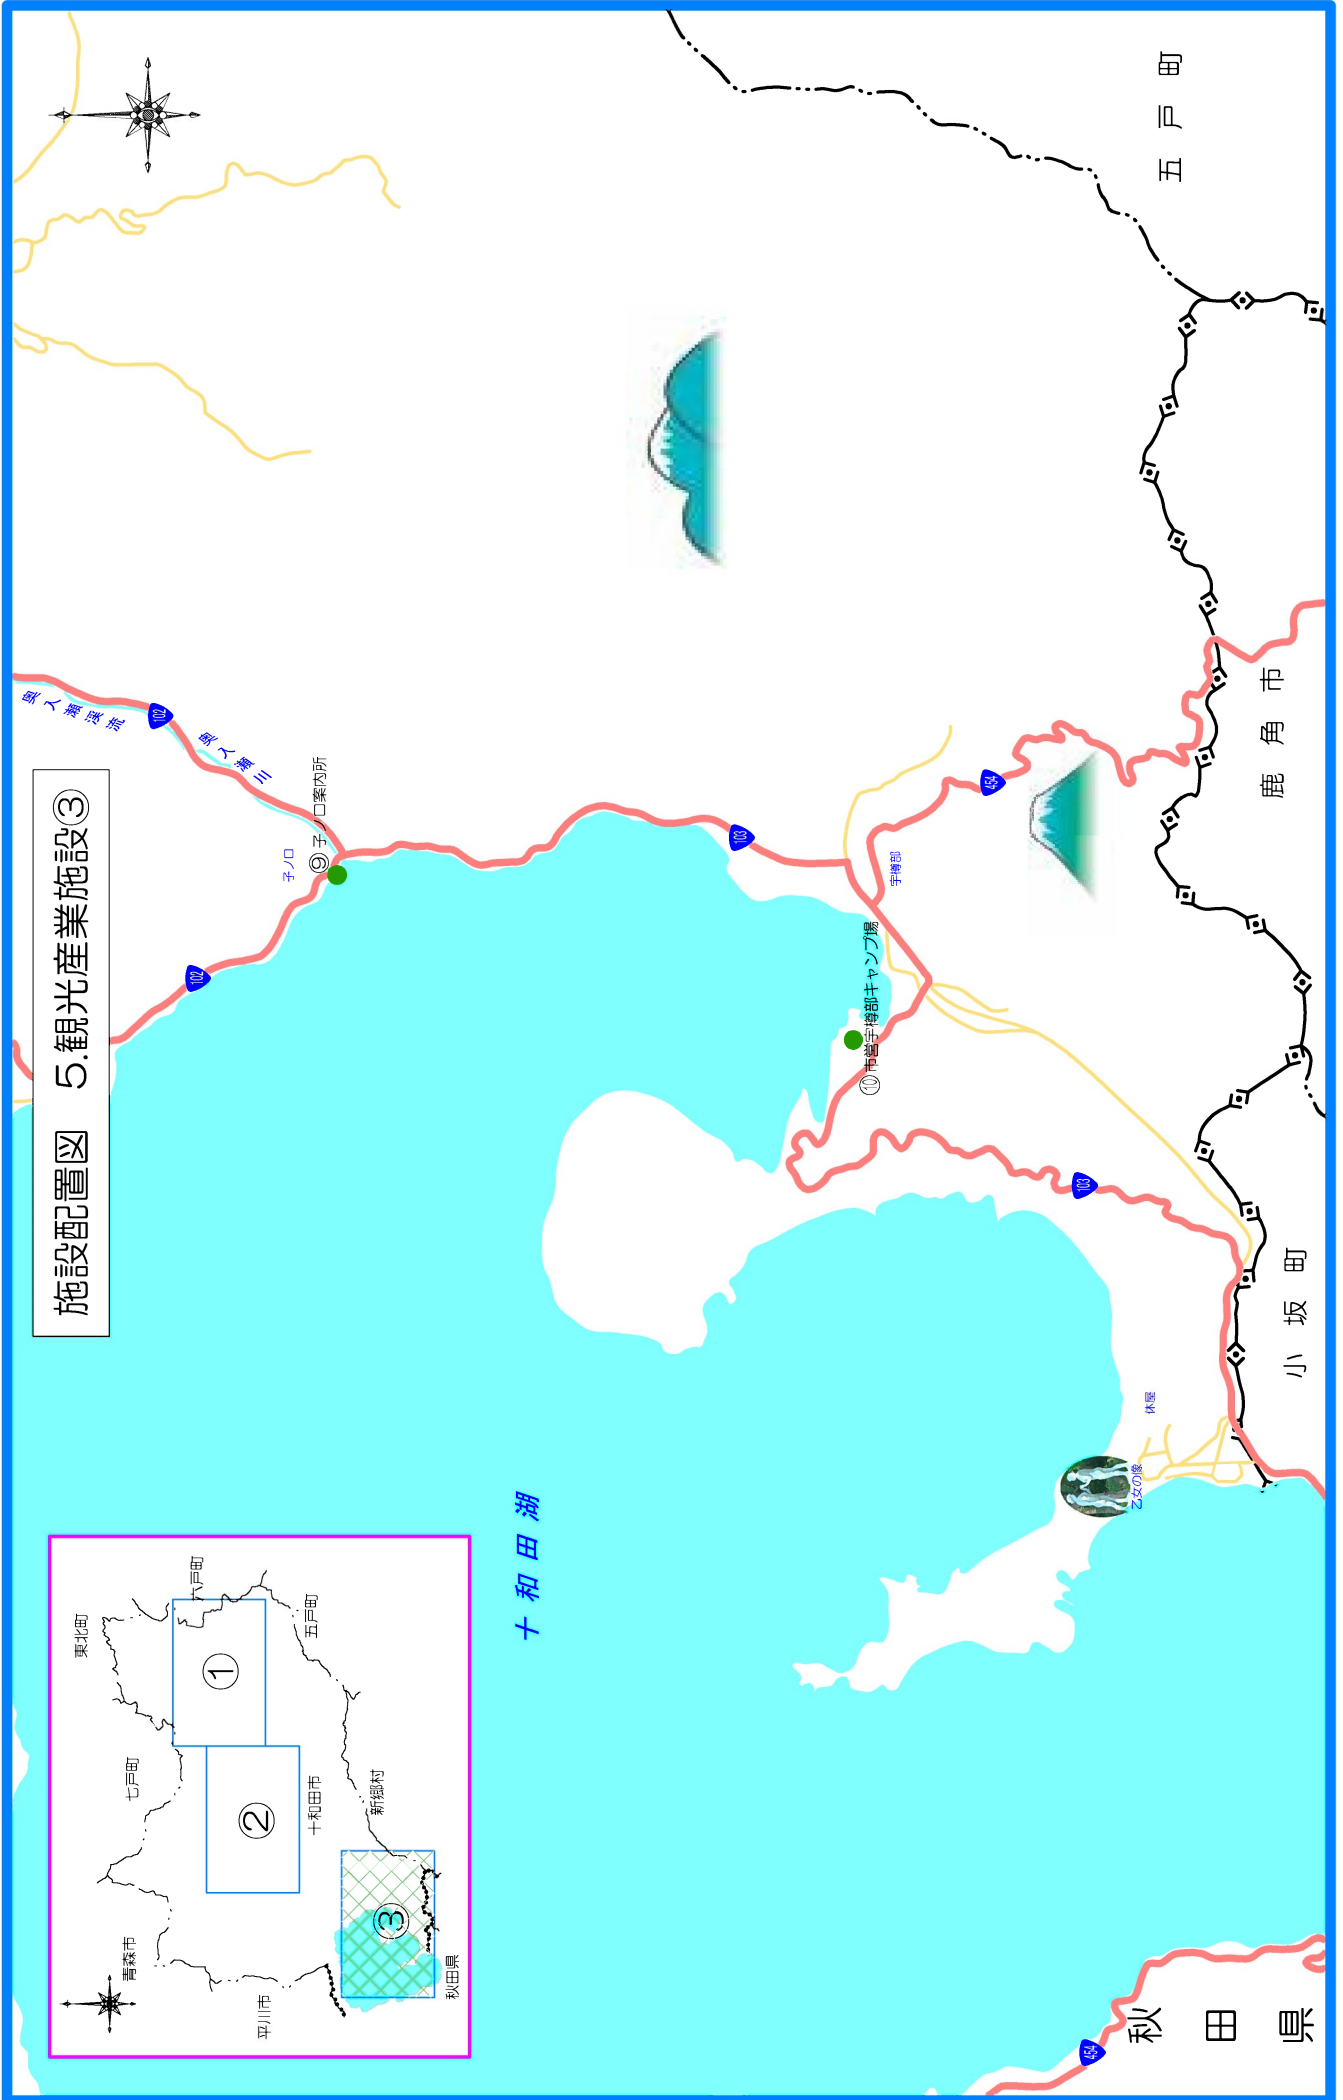 施設配置図　5.観光産業施設③
東北町
六戸町
①
五戸町
七戸町
②
十和田市
新郷村
青森市
③
平川市
秋田県
十和田湖
102
子ノ口
⑨子ノ口案内所
奥入瀬渓流
102
奥入瀬川
103
宇樽部
⑩市営宇樽部キャンプ場
454
103
休屋
乙女の像
五戸町
鹿角市
小坂町
454
秋田県